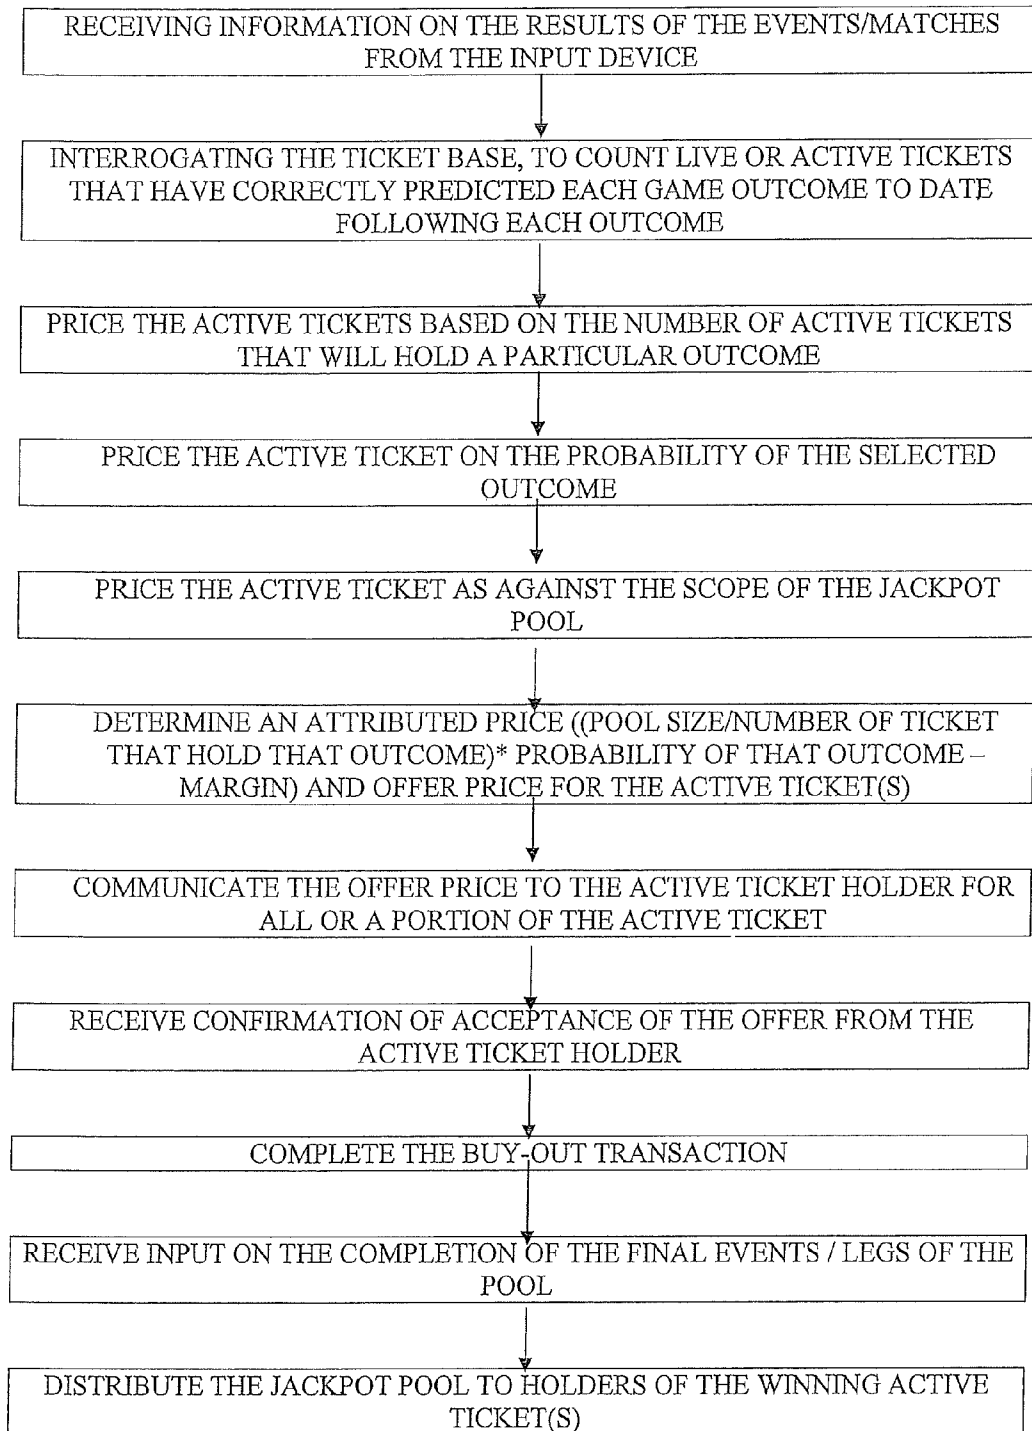 RECEIVING INFORMATION ON THE RESULTS OF THE EVENTS/MATCHES
FROM THE INPUT DEVICE
INTERROGATING THE TICKET BASE, TO COUNT LIVE OR ACTIVE TICKETS
THAT HAVE CORRECTLY PREDICTED EACH GAME OUTCOME TO DATE
FOLLOWING EACH OUTCOME
PRICE THE ACTIVE TICKETS BASED ON THE NUMBER OF ACTIVE TICKETS
THAT WILL HOLD A PARTICULAR OUTCOME
PRICE THE ACTIVE TICKET ON THE PROBABILITY OF THE SELECTED
OUTCOME
PRICE THE ACTIVE TICKET AS AGAINST THE SCOPE OF THE JACKPOT
POOL
DETERMINE AN ATTRIBUTED PRICE ((POOL SIZE/NUMBER OF TICKET
THAT HOLD THAT OUTCOME)* PROBABILITY OF THAT OUTCOME –
MARGIN) AND OFFER PRICE FOR THE ACTIVE TICKET(S)
COMMUNICATE THE OFFER PRICE TO THE ACTIVE TICKET HOLDER FOR
ALL OR A PORTION OF THE ACTIVE TICKET
RECEIVE CONFIRMATION OF ACCEPTANCE OF THE OFFER FROM THE
ACTIVE TICKET HOLDER
COMPLETE THE BUY-OUT TRANSACTION
RECEIVE INPUT ON THE COMPLETION OF THE FINAL EVENTS / LEGS OF THE
POOL
DISTRIBUTE THE JACKPOT POOL TO HOLDERS OF THE WINNING ACTIVE
TICKET(S)